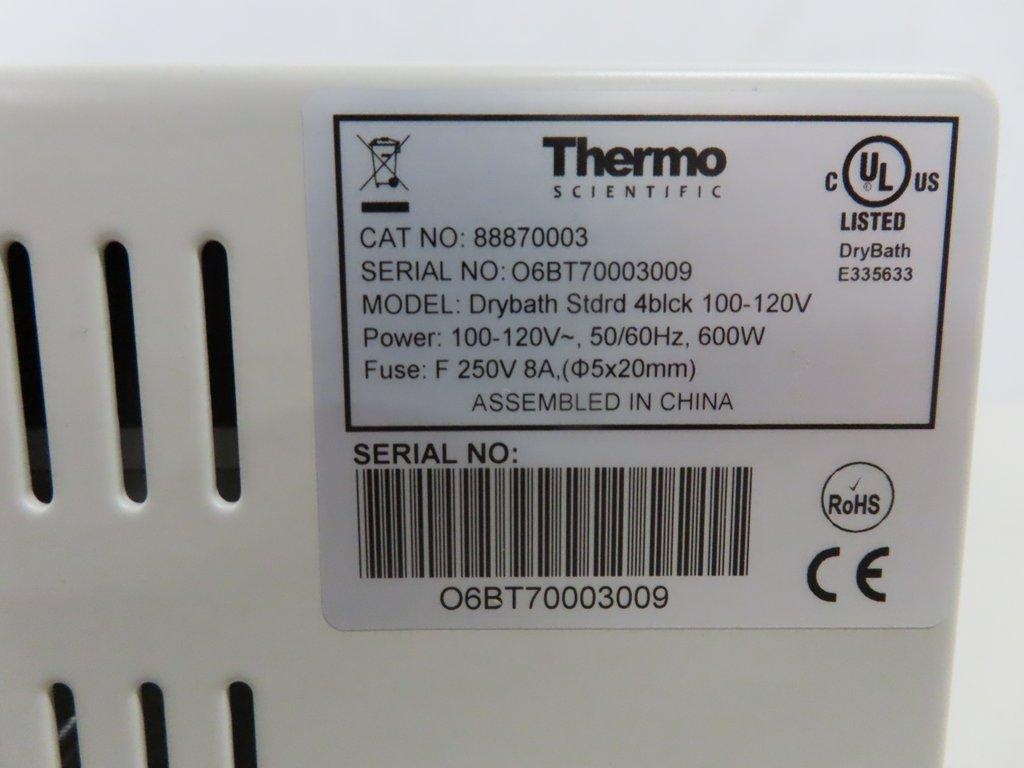 Thermo
SCIENTIFIC
C UL US
LISTED
DryBath
E335633
CAT NO: 88870003
SERIAL NO: O6BT70003009
MODEL: Drybath Stdrd 4blck 100-120V
Power: 100-120V~, 50/60Hz, 600W
Fuse: F 250V 8A,(Φ5x20mm)
ASSEMBLED IN CHINA
SERIAL NO:
O6BT70003009
RoHS
CE